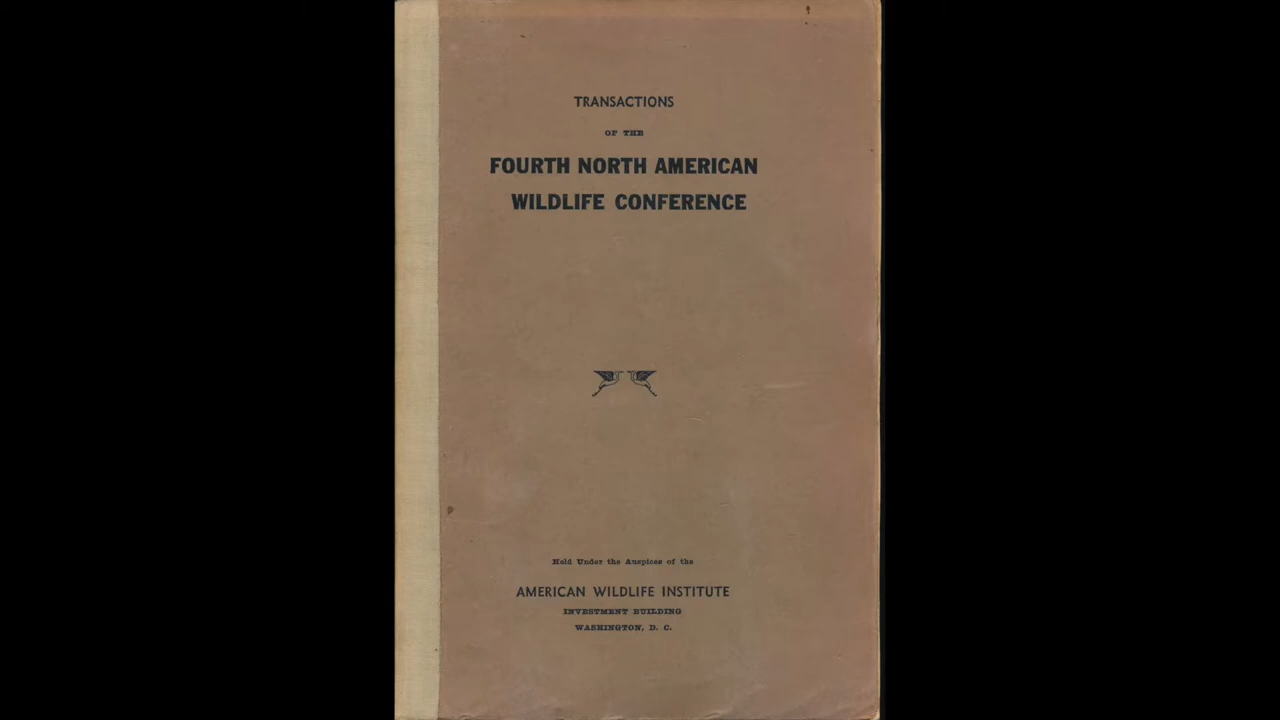 TRANSACTIONS
OF THE
FOURTH NORTH AMERICAN
WILDLIFE CONFERENCE
Held Under the Auspices of the
AMERICAN WILDLIFE INSTITUTE
INVESTMENT BUILDING
WASHINGTON, D. C.